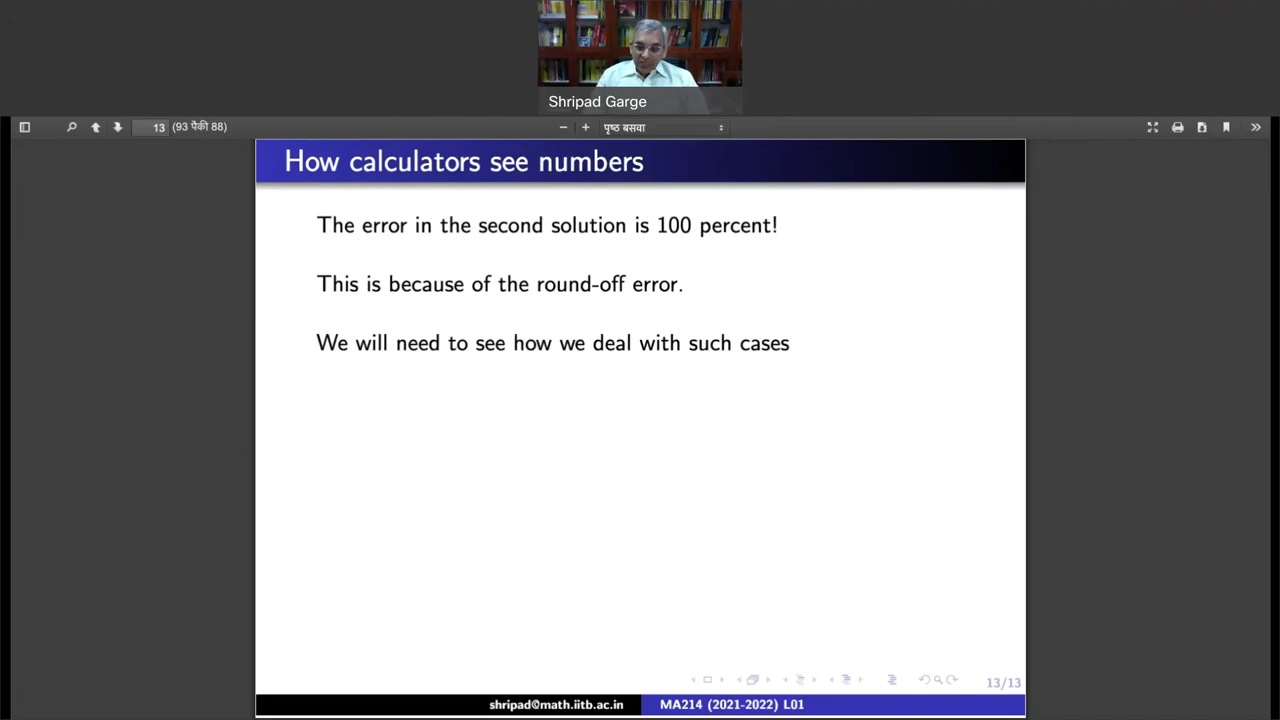 Shripad Garge
13 (93 पैकी 88)
पृष्ठ बसवा
How calculators see numbers
The error in the second solution is 100 percent!
This is because of the round-off error.
We will need to see how we deal with such cases
13/13
shripad@math.iitb.ac.in MA214 (2021-2022) L01